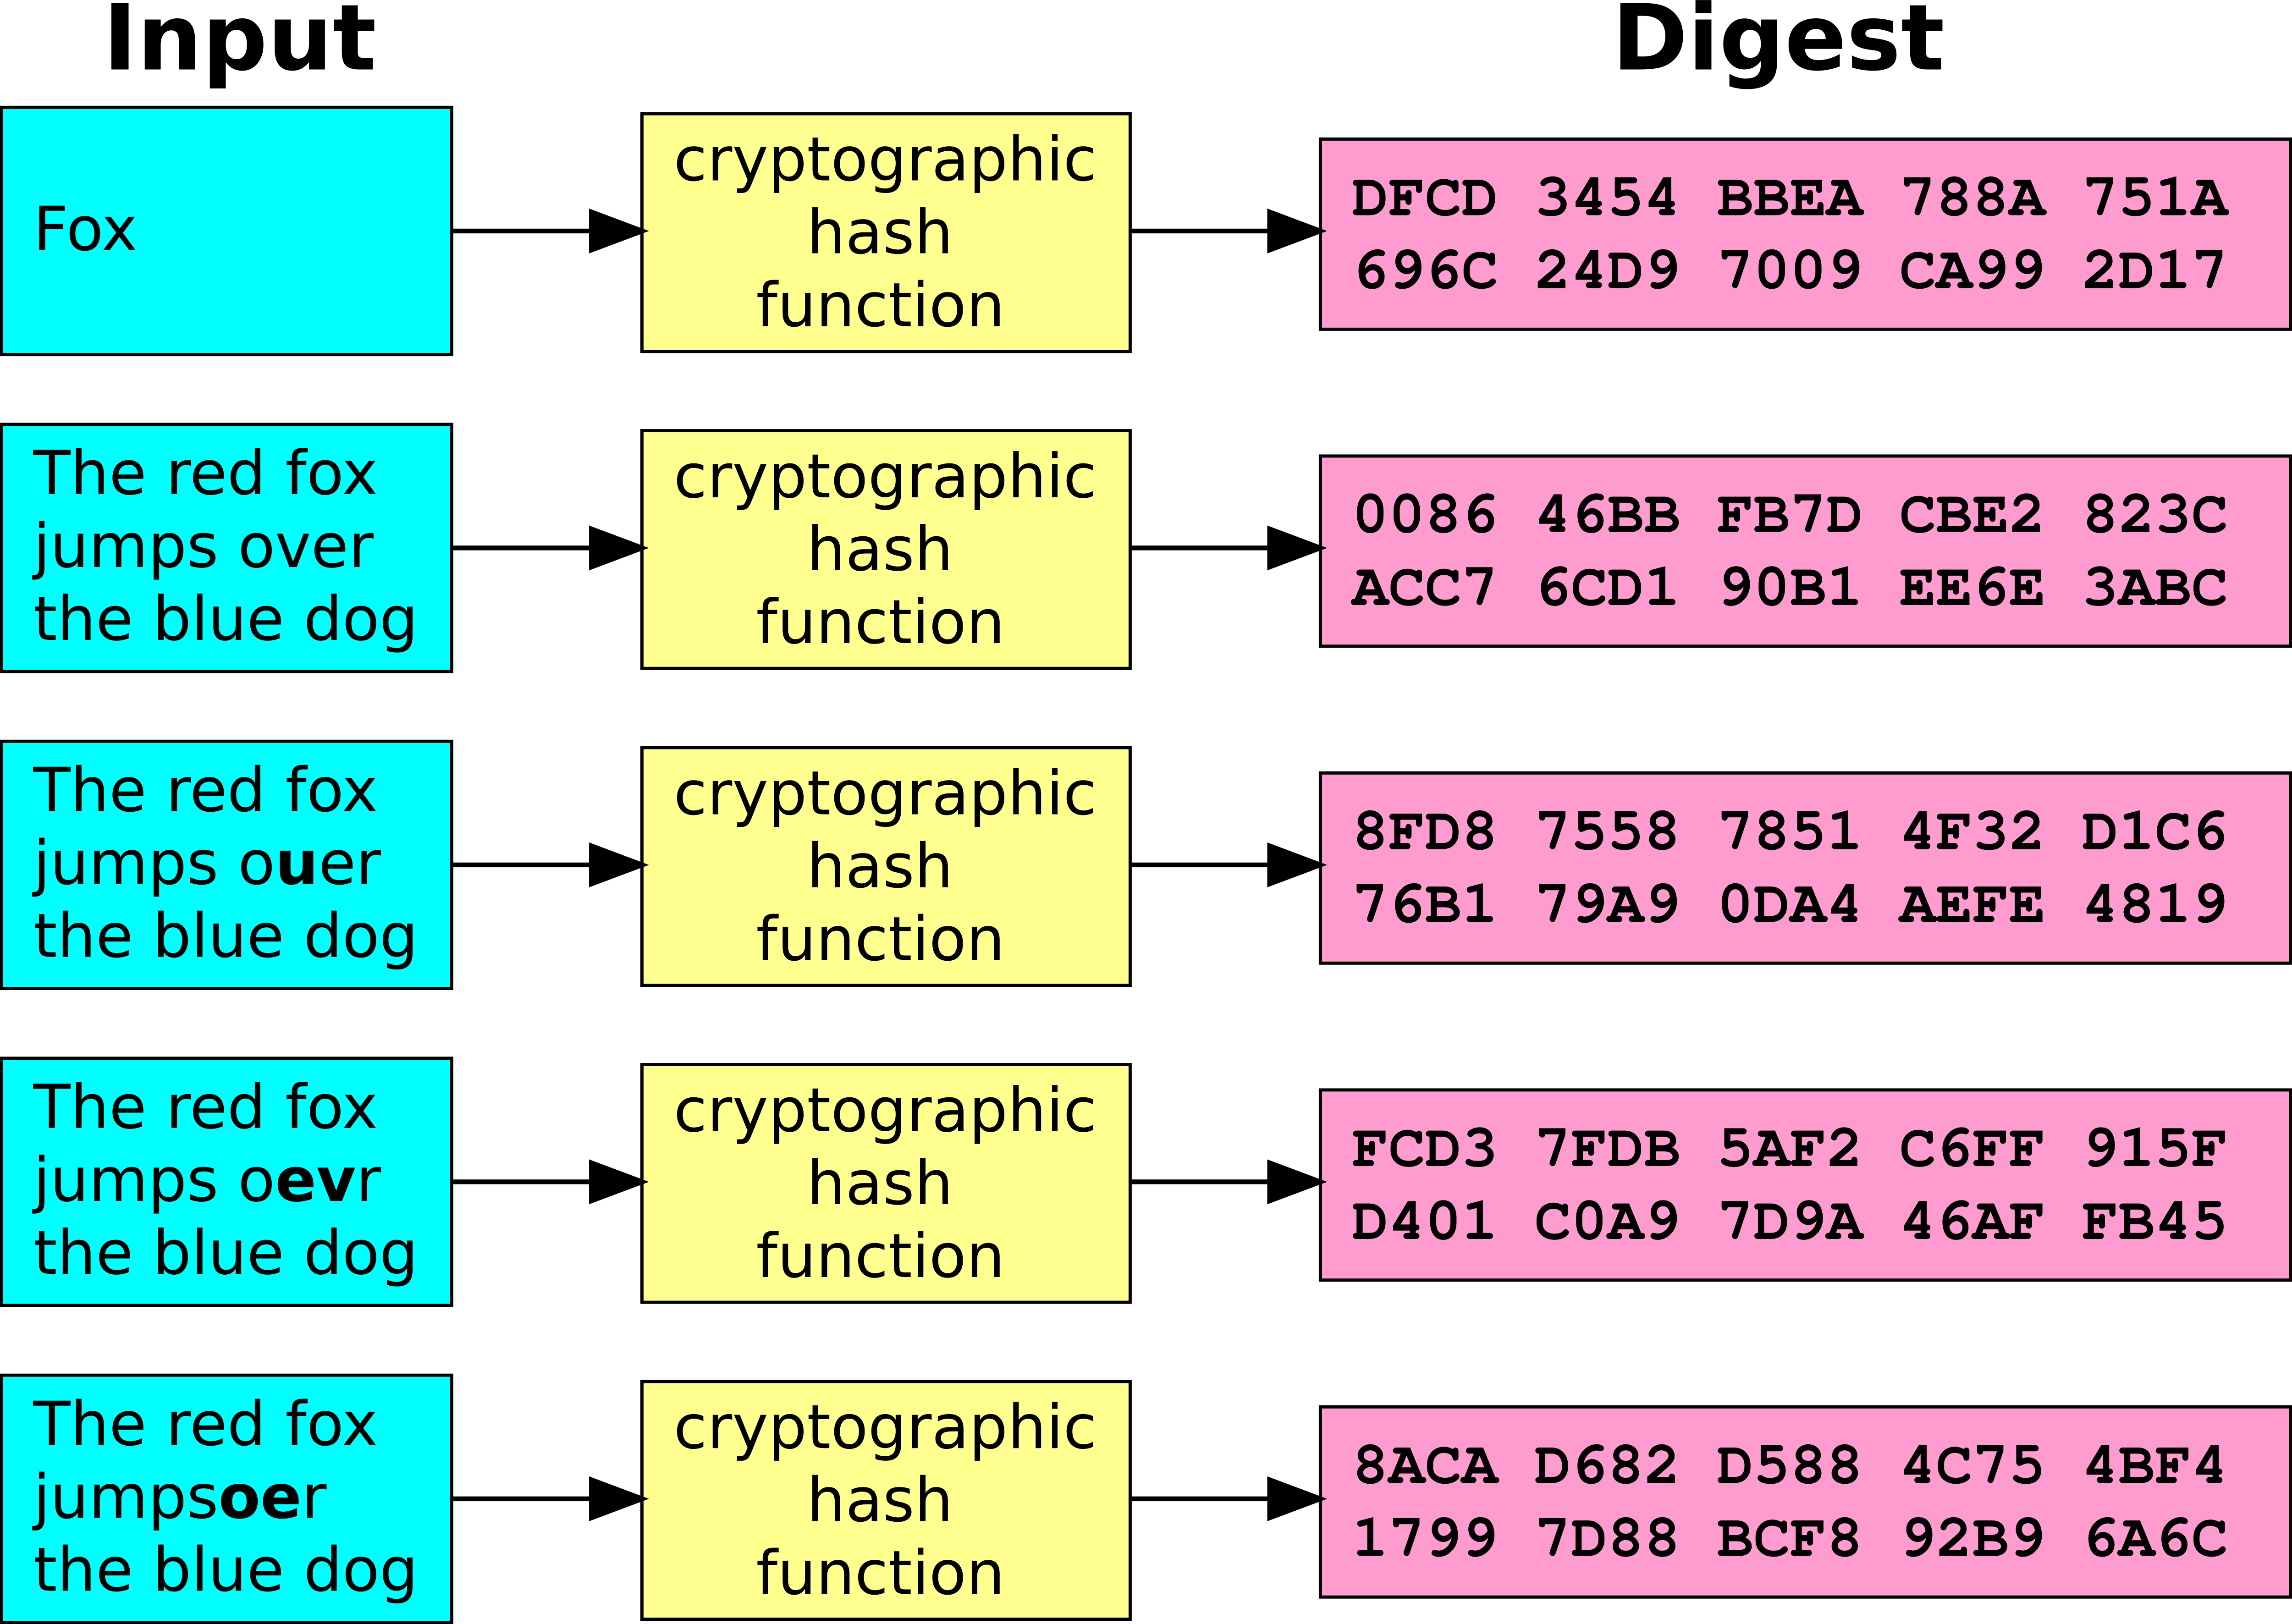 Input
Digest
Fox
cryptographic
hash
function
DFCD 3454 BBEA 788A 751A
696C 24D9 7009 CA99 2D17
The red fox
jumps over
the blue dog
cryptographic
hash
function
0086 46BB FB7D CBE2 823C
ACC7 6CD1 90B1 EE6E 3ABC
The red fox
jumps ouer
the blue dog
cryptographic
hash
function
8FD8 7558 7851 4F32 D1C6
76B1 79A9 0DA4 AEFE 4819
The red fox
jumps oevr
the blue dog
cryptographic
hash
function
FCD3 7FDB 5AF2 C6FF 915F
D401 C0A9 7D9A 46AF FB45
The red fox
jumpsoer
the blue dog
cryptographic
hash
function
8ACA D682 D588 4C75 4BF4
1799 7D88 BCF8 92B9 6A6C